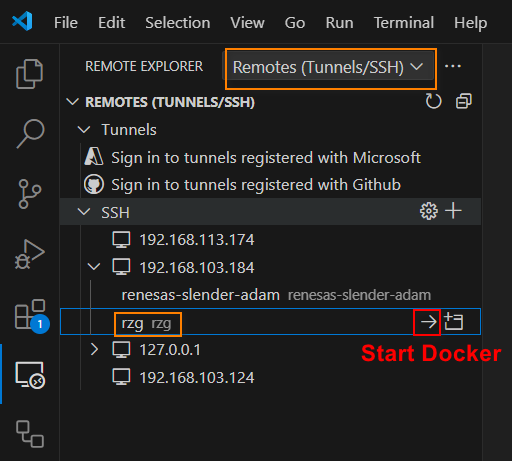 File Edit Selection View Go Run Terminal Help
REMOTE EXPLORER Remotes (Tunnels/SSH) ...
REMOTES (TUNNELS/SSH)
Tunnels
Sign in to tunnels registered with Microsoft
Sign in to tunnels registered with Github
SSH
192.168.113.174
192.168.103.184
renesas-slender-adam renesas-slender-adam
rzg rzg
1
127.0.0.1
Start Docker
192.168.103.124